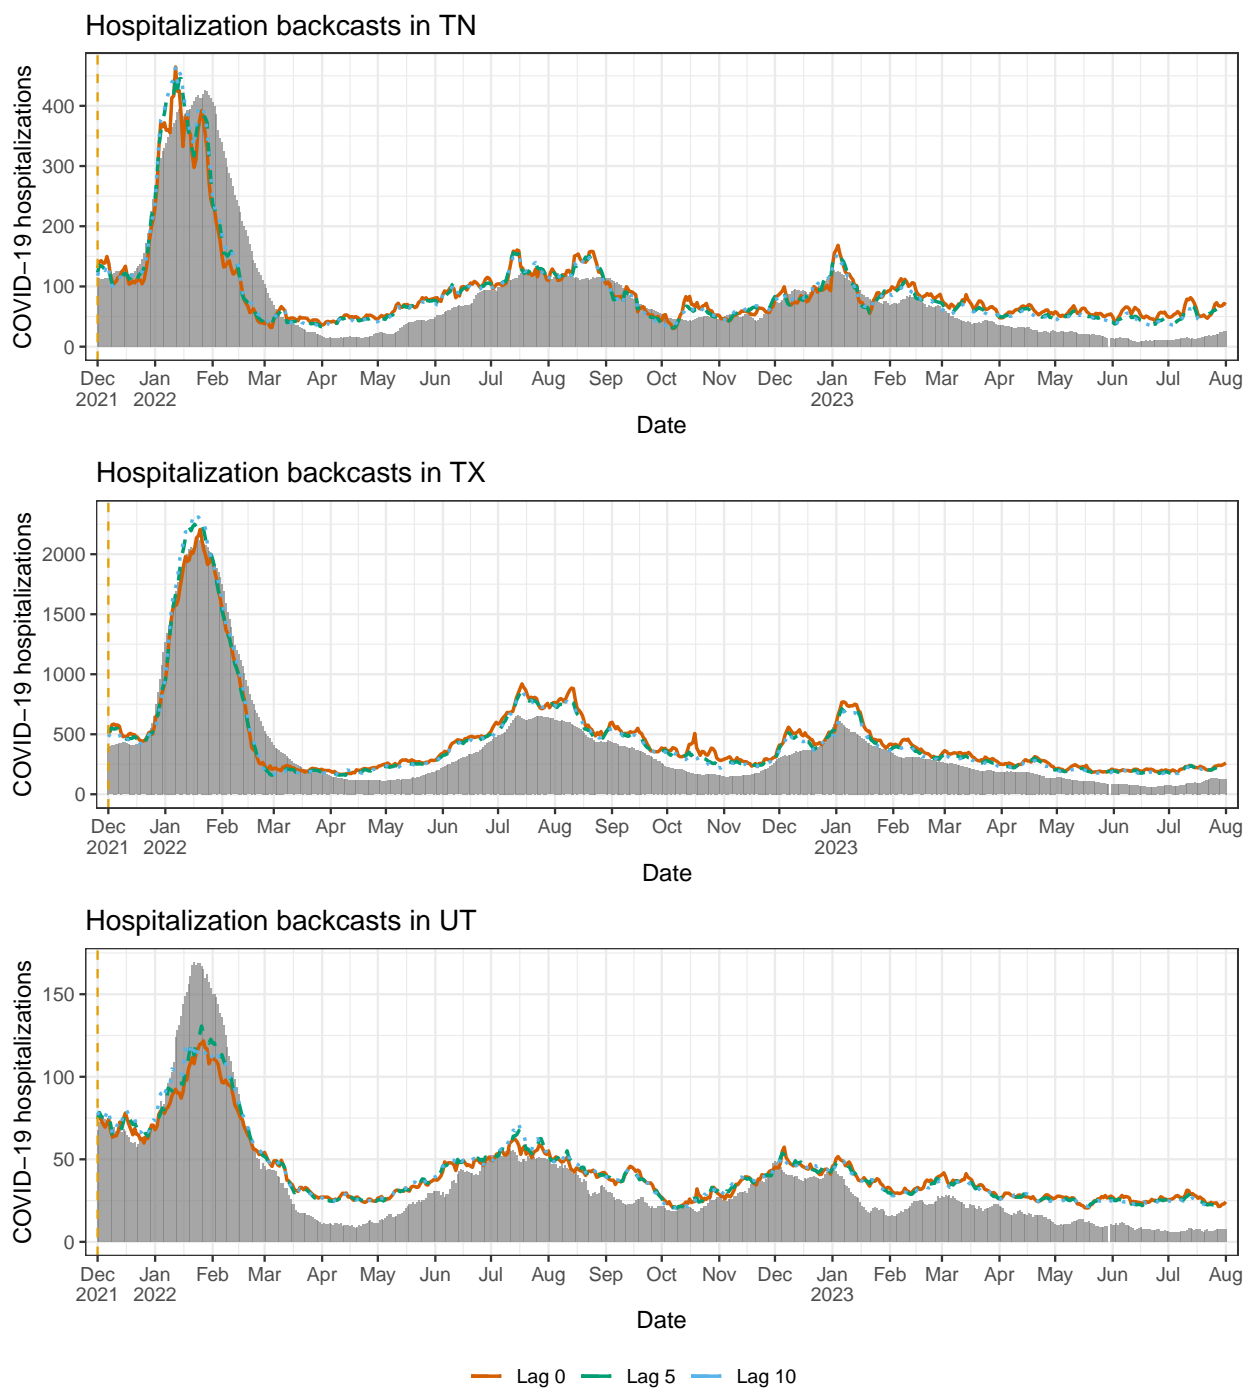 Hospitalization backcasts in TN
COVID−19 hospitalizations
400
300
200
100
0
Dec Jan Feb Mar Apr May Jun Jul Aug Sep Oct Nov Dec Jan Feb Mar Apr May Jun Jul Aug
2021 2022 2023
Date
Hospitalization backcasts in TX
COVID−19 hospitalizations
2000
1500
1000
500
0
Dec Jan Feb Mar Apr May Jun Jul Aug Sep Oct Nov Dec Jan Feb Mar Apr May Jun Jul Aug
2021 2022 2023
Date
Hospitalization backcasts in UT
COVID−19 hospitalizations
150
100
50
0
Dec Jan Feb Mar Apr May Jun Jul Aug Sep Oct Nov Dec Jan Feb Mar Apr May Jun Jul Aug
2021 2022 2023
Date
Lag 0 Lag 5 Lag 10